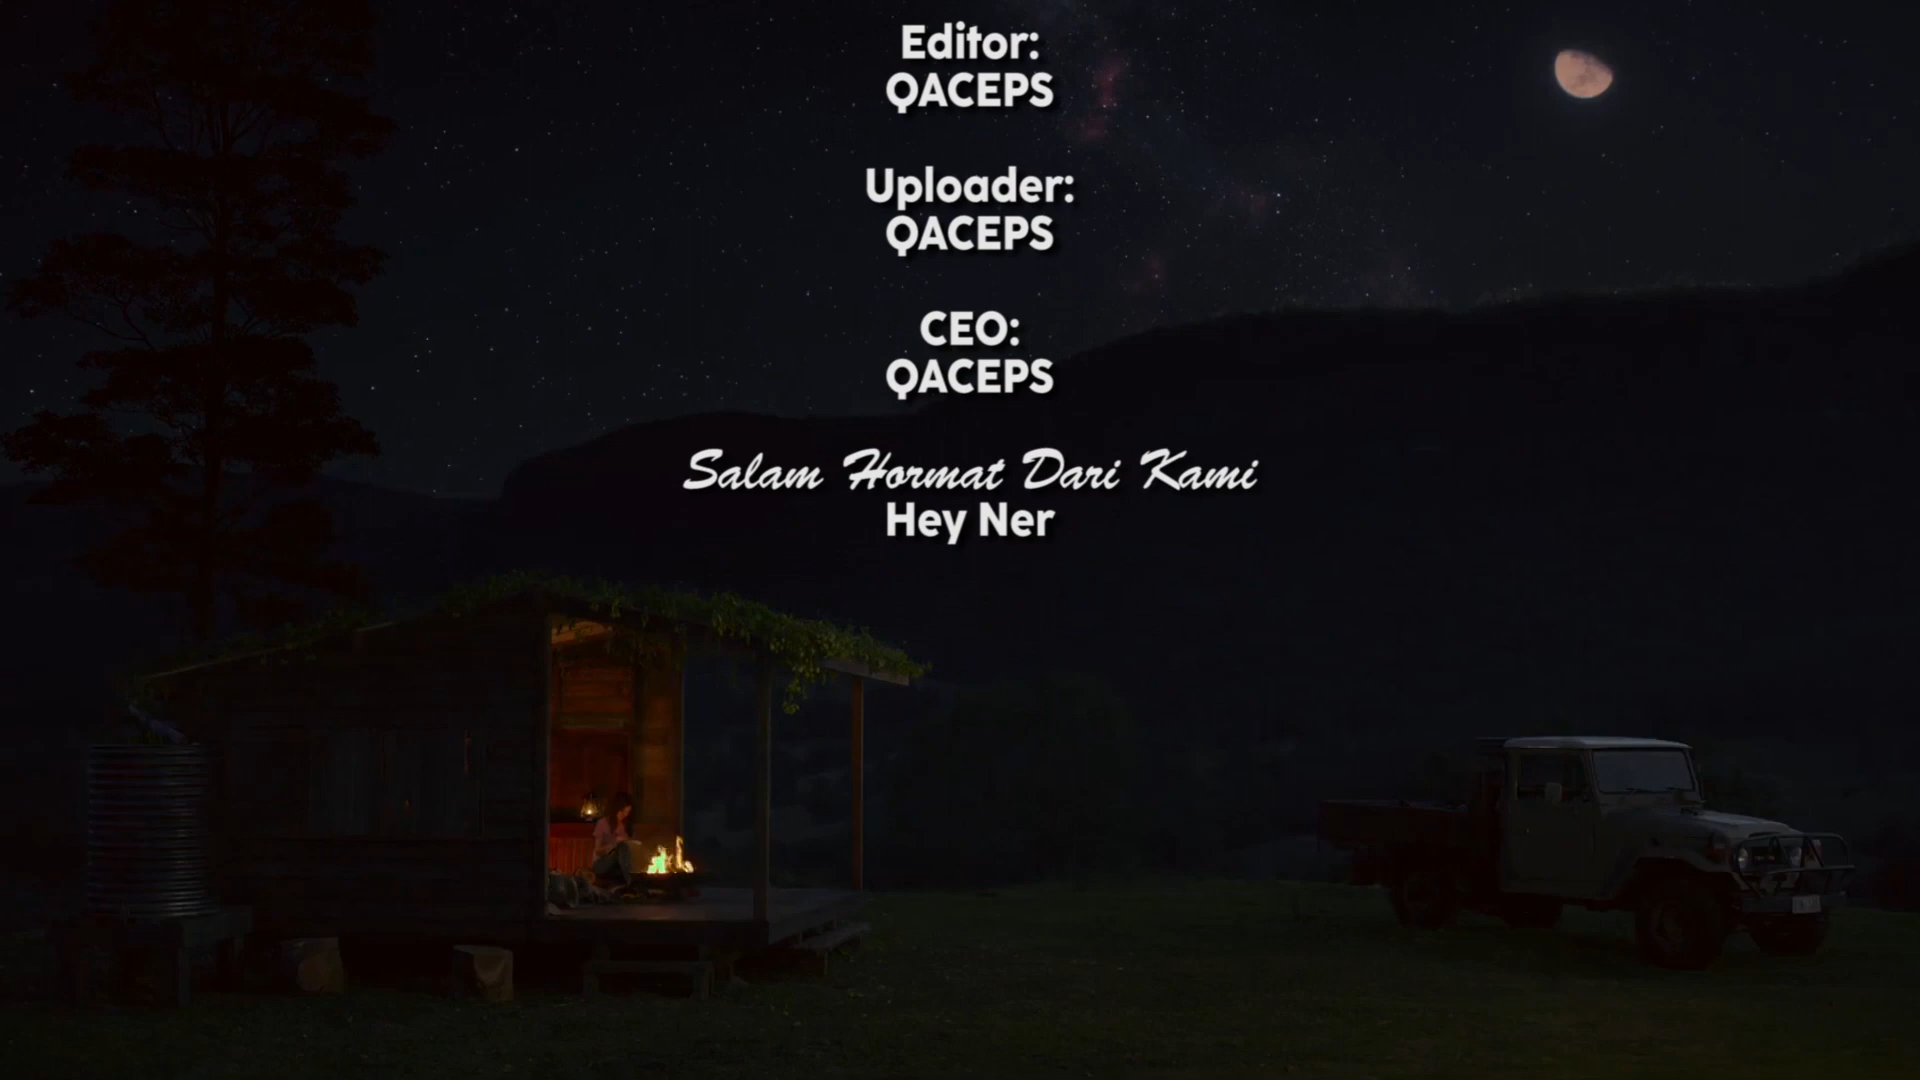 Editor:
QACEPS
Uploader:
QACEPS
CEO:
QACEPS
Salam Hormat Dari Kami
Hey Ner